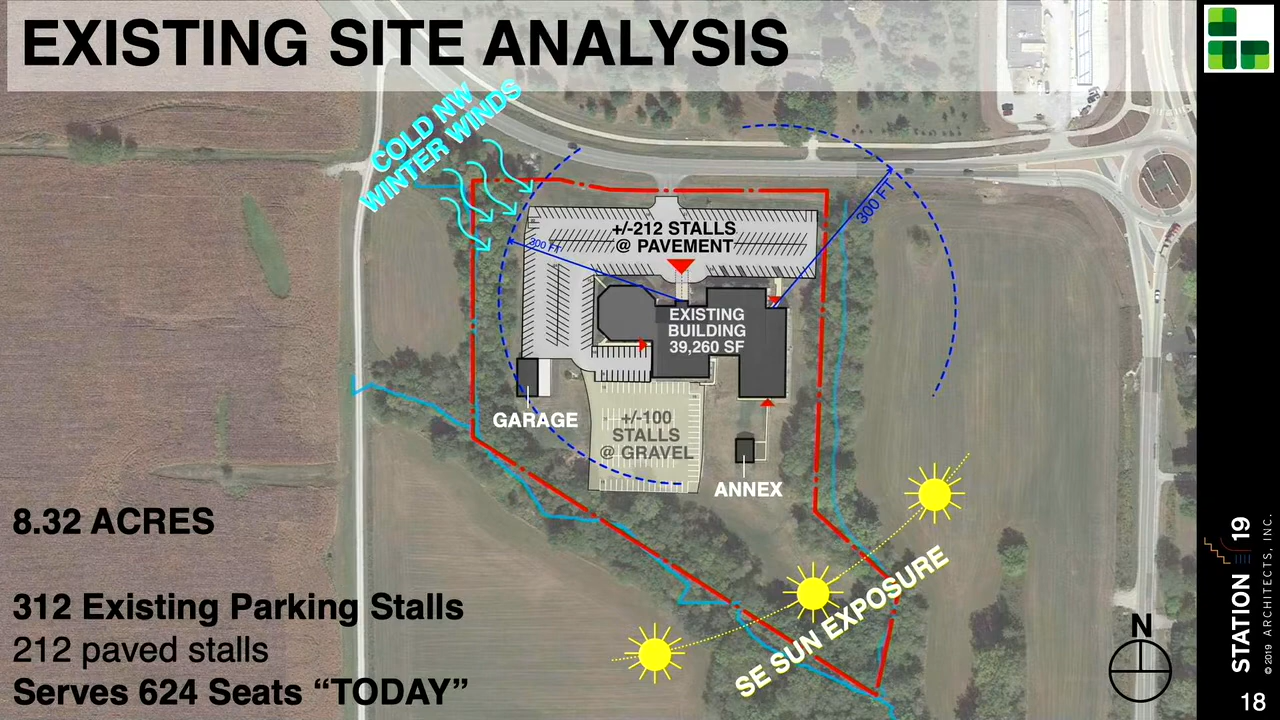 EXISTING SITE ANALYSIS
COLD NW
WINTER WINDS
300 FT
300 FT
+/-212 STALLS
@ PAVEMENT
EXISTING
BUILDING
39,260 SF
GARAGE
+/-100
STALLS
@ GRAVEL
ANNEX
8.32 ACRES
312 Existing Parking Stalls
212 paved stalls
Serves 624 Seats “TODAY”
SE SUN EXPOSURE
N
STATION 19
© 2019 ARCHITECTS, INC.
18